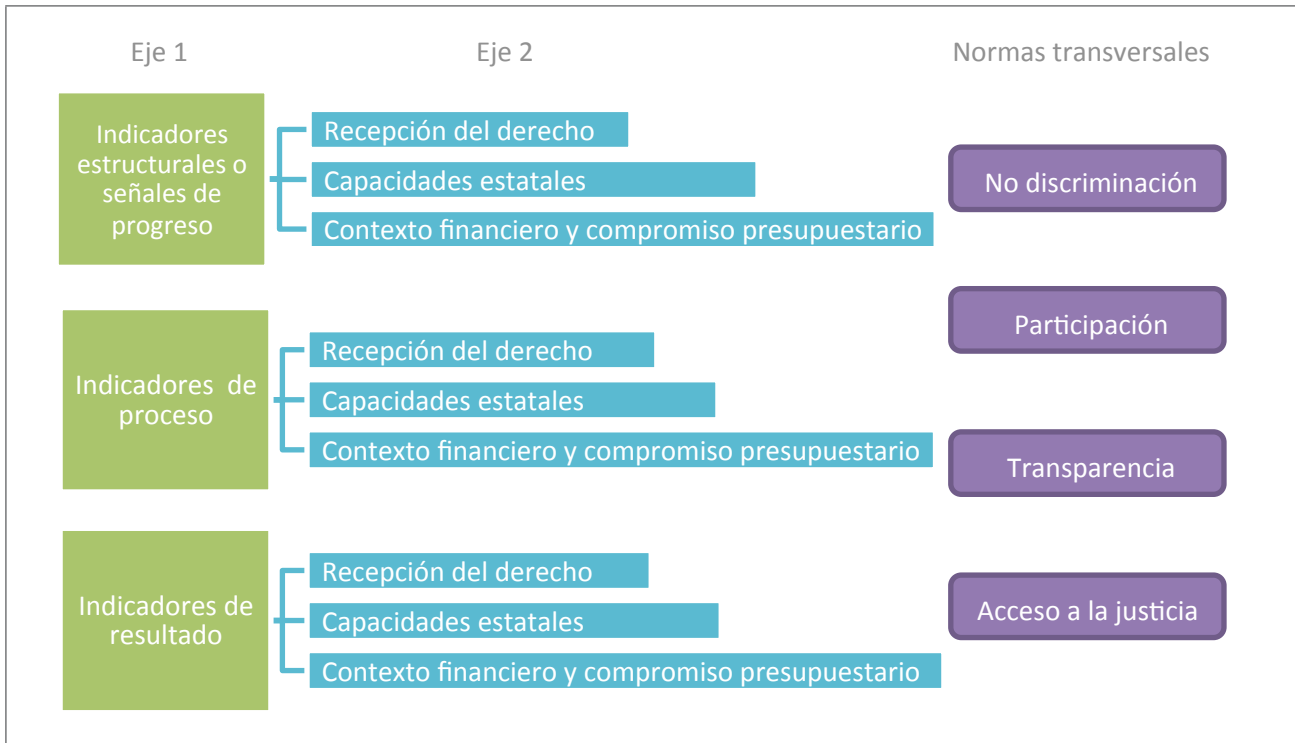 Eje 1
Eje 2
Normas transversales
Indicadores
estructurales o
señales de
progreso
Recepción del derecho
Capacidades estatales
Contexto financiero y compromiso presupuestario
Indicadores de
proceso
Recepción del derecho
Capacidades estatales
Contexto financiero y compromiso presupuestario
Indicadores de
resultado
Recepción del derecho
Capacidades estatales
Contexto financiero y compromiso presupuestario
No discriminación
Participación
Transparencia
Acceso a la justicia